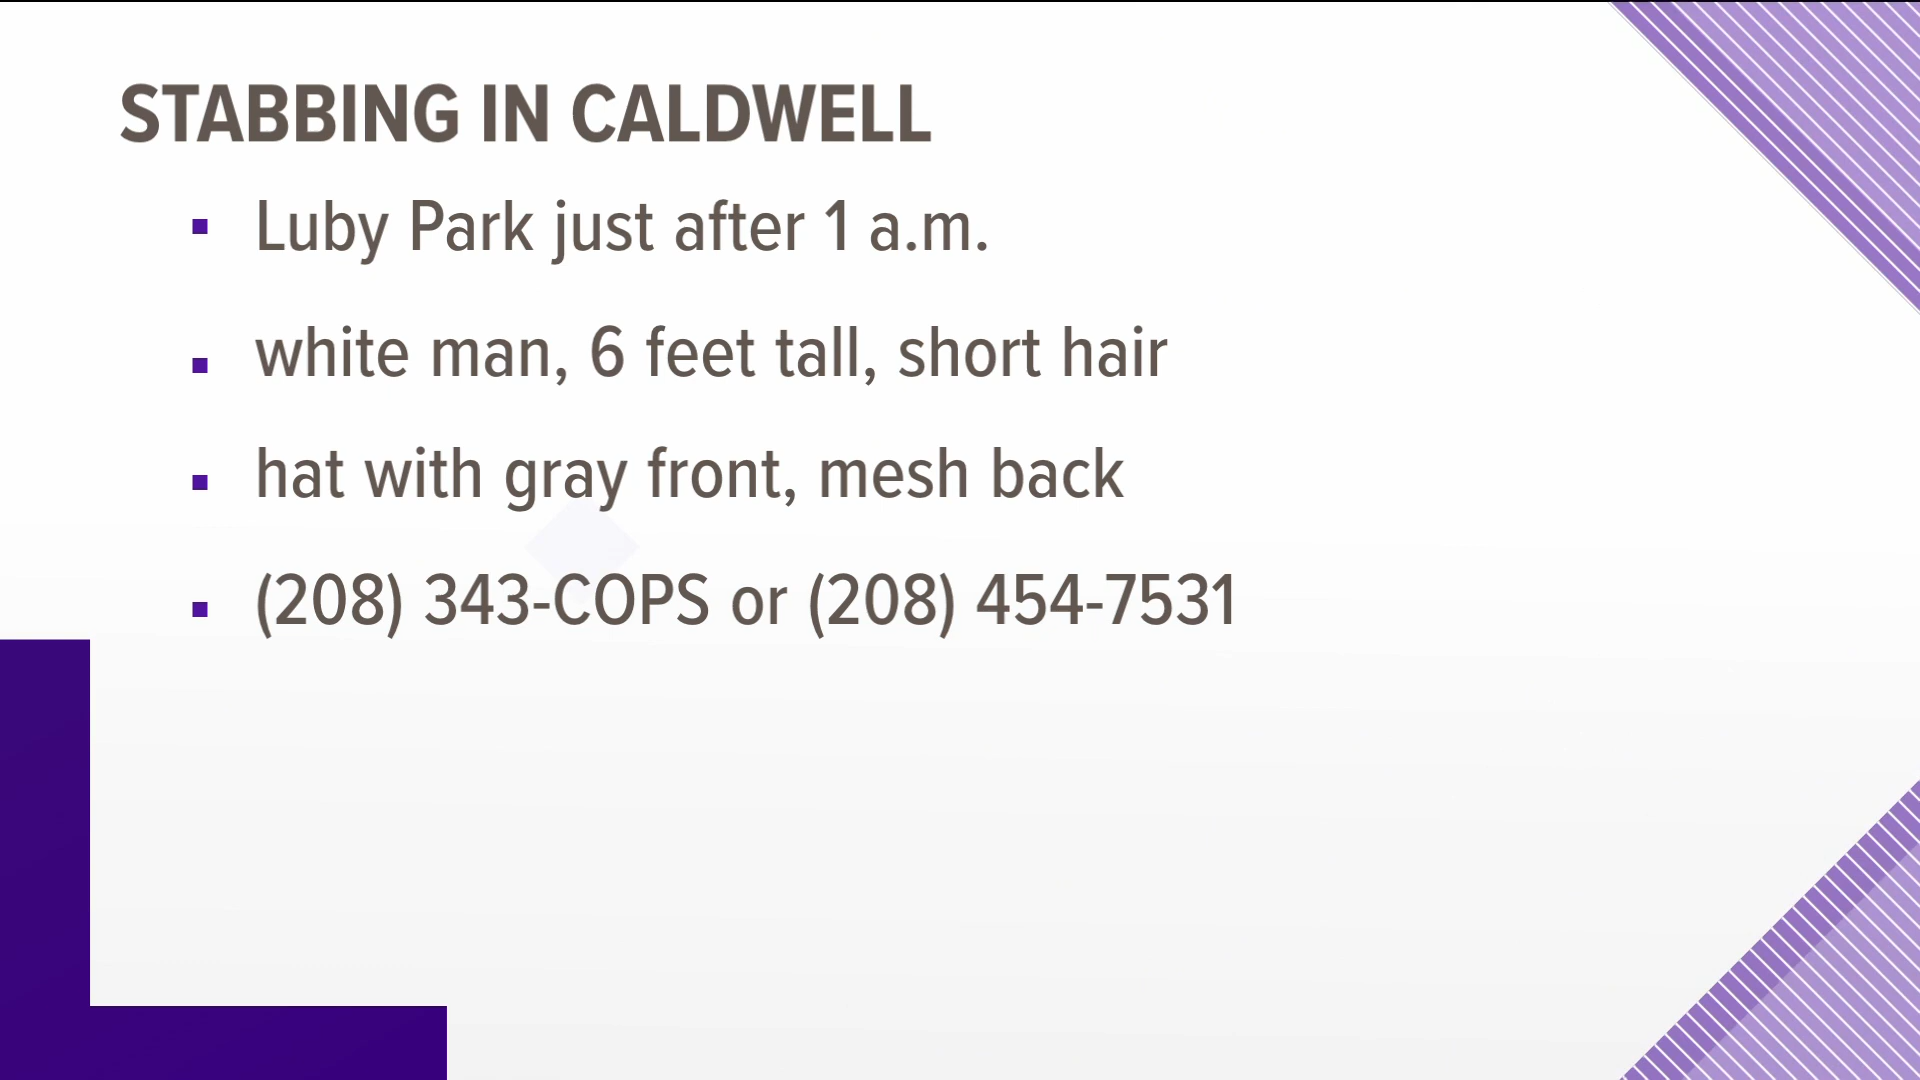 STABBING IN CALDWELL
Luby Park just after 1 a.m.
white man, 6 feet tall, short hair
hat with gray front, mesh back
(208) 343-COPS or (208) 454-7531